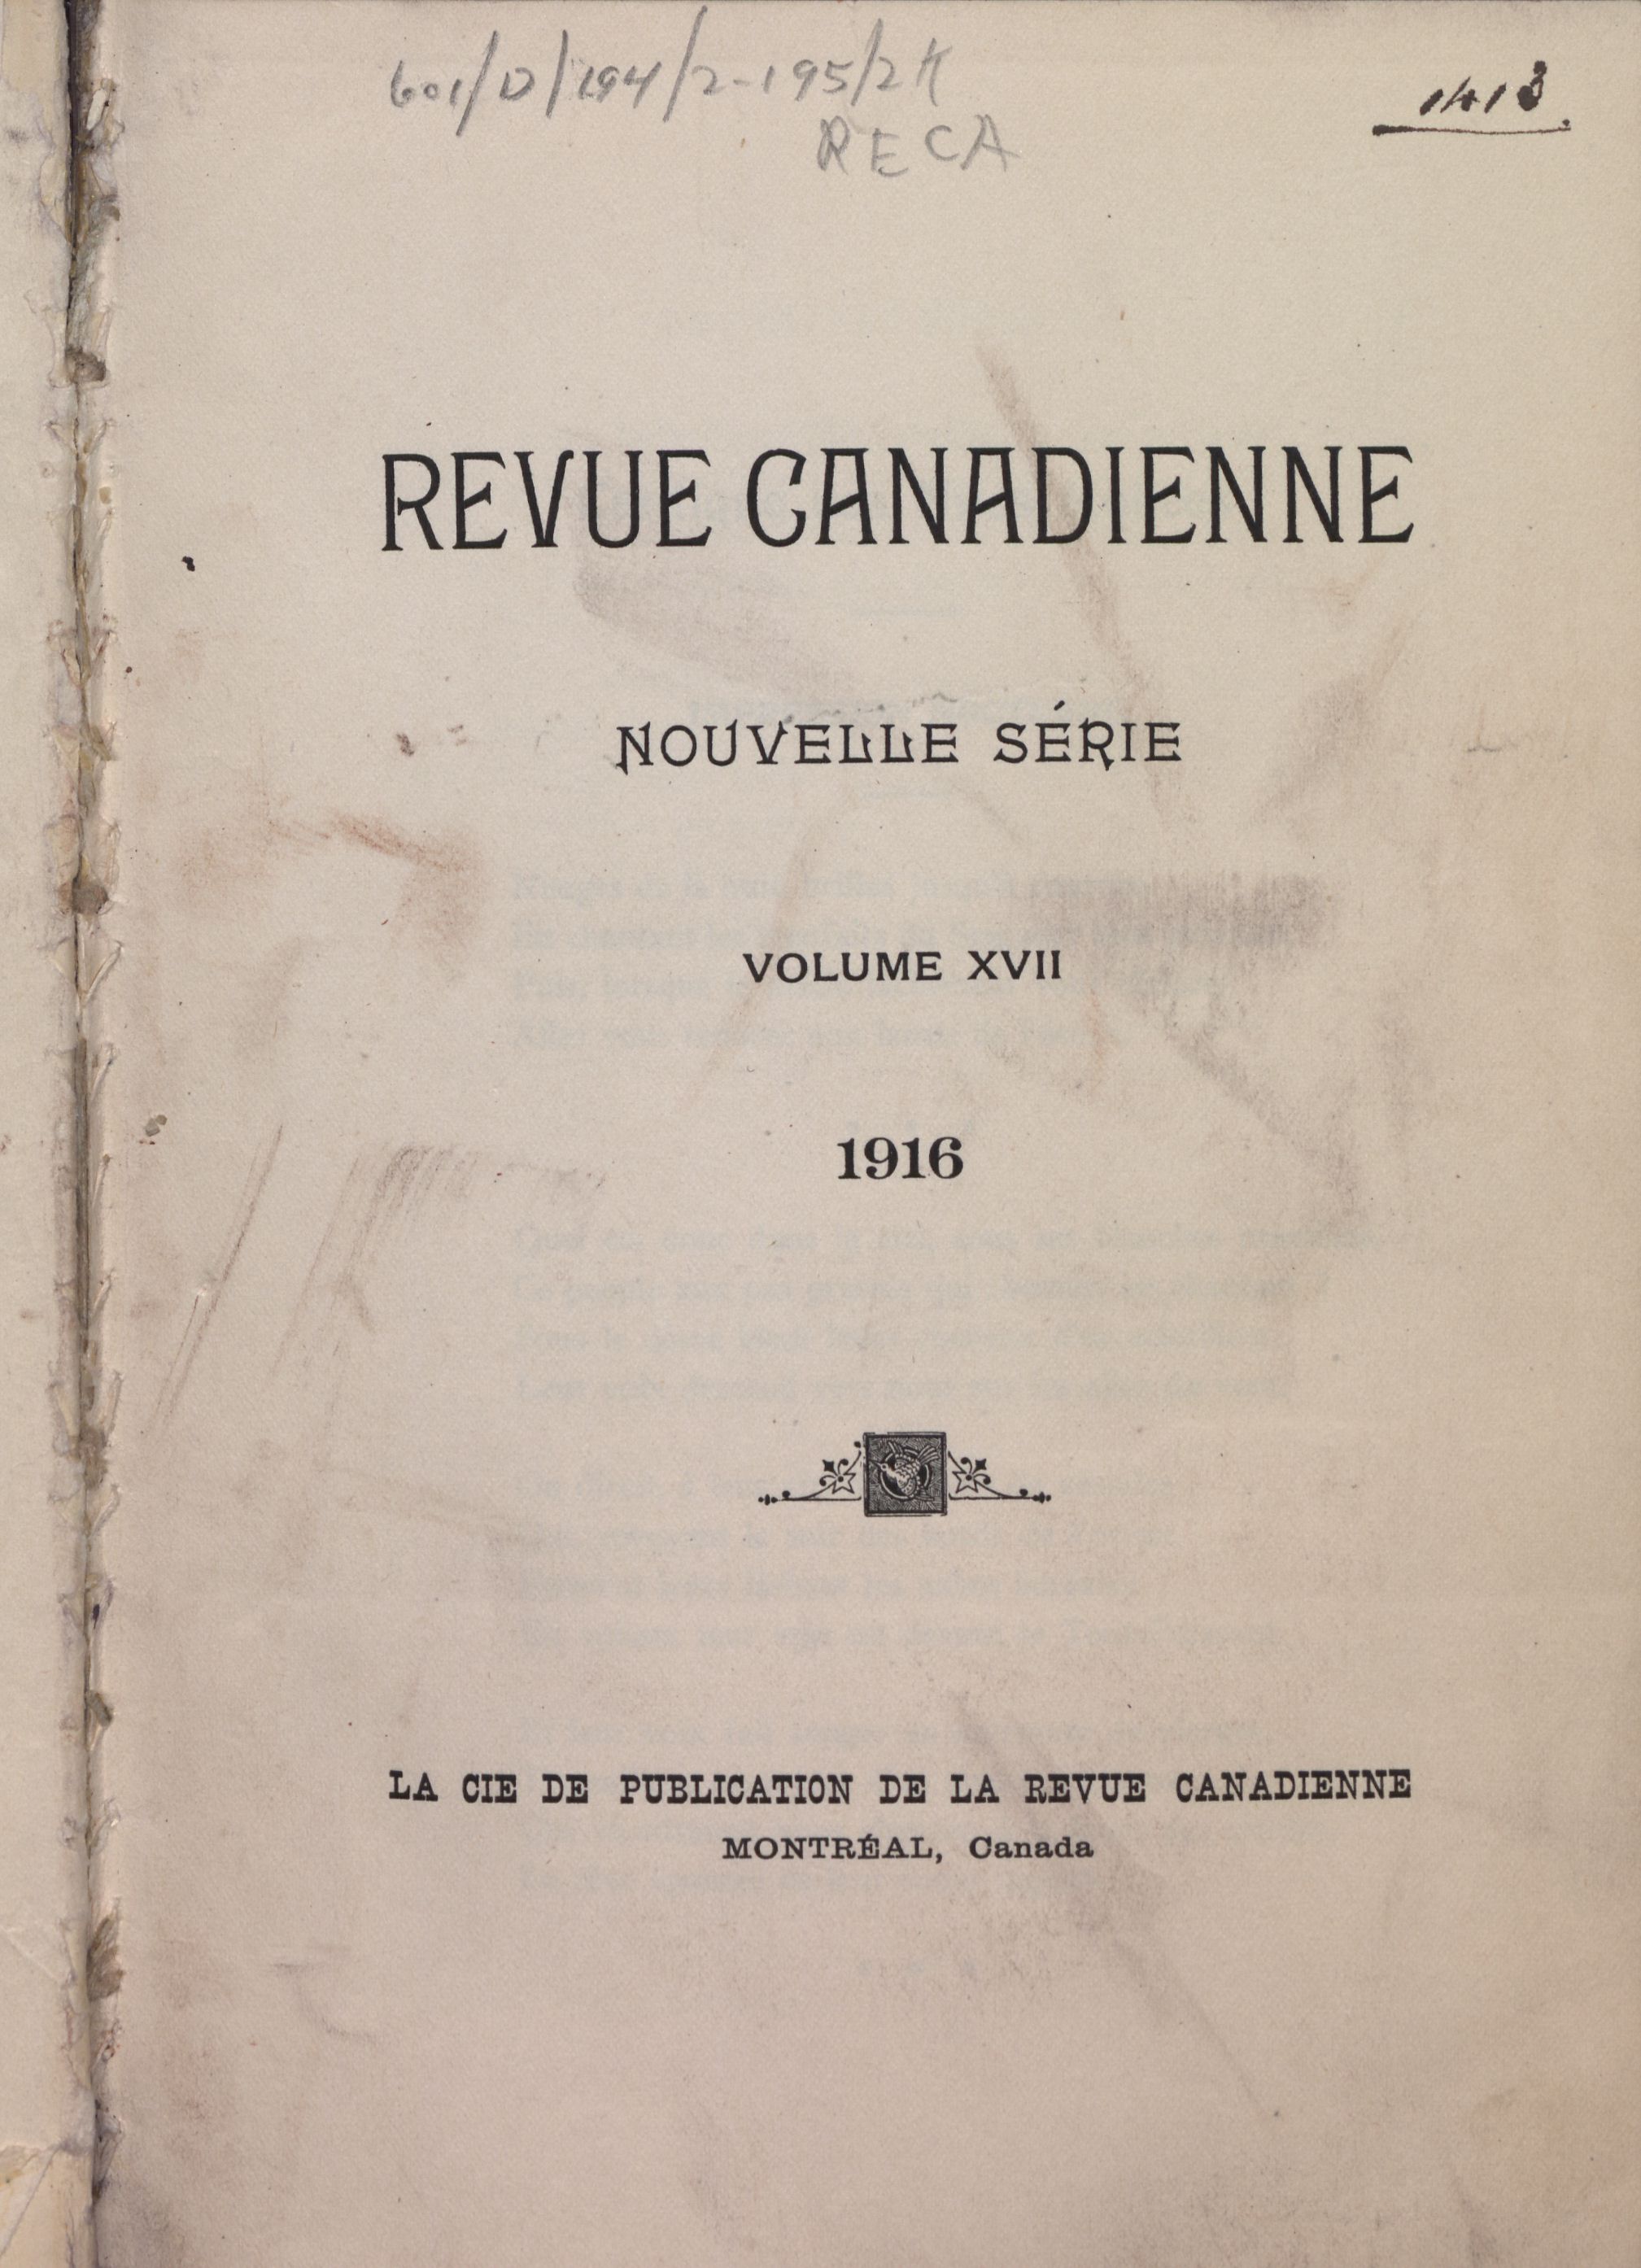 601/D/194/2-195/2K
RECA
1413
REVUE CANADIENNE
NOUVELLE SÉRIE
VOLUME XVII
1916
LA CIE DE PUBLICATION DE LA REVUE CANADIENNE
MONTRÉAL, Canada